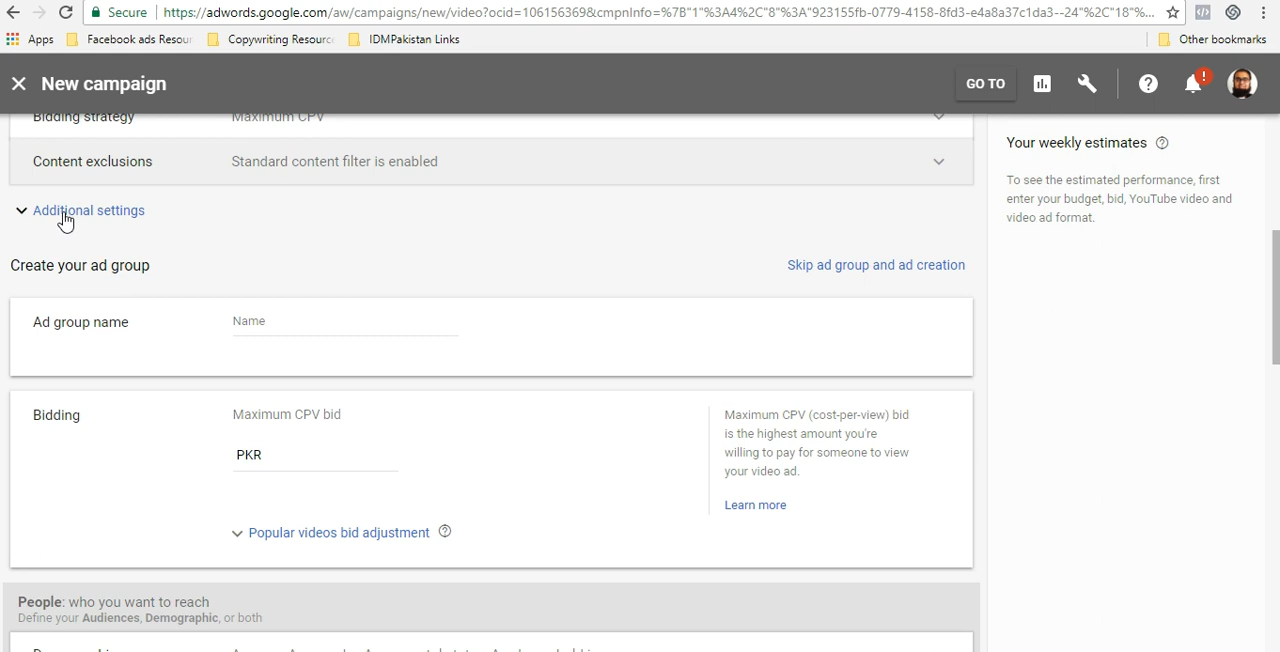 Secure https://adwords.google.com/aw/campaigns/new/video?ocid=106156369&cmpnInfo=%7B"1"%3A4%2C"8"%3A"923155fb-0779-4158-8fd3-e4a8a37c1da3--24"%2C"18"%...
Apps Facebook ads Resour Copywriting Resourc IDMPakistan Links Other bookmarks
New campaign GO TO
Bidding strategy Maximum CPV
Content exclusions Standard content filter is enabled
Your weekly estimates
To see the estimated performance, first
enter your budget, bid, YouTube video and
video ad format.
Additional settings
Create your ad group Skip ad group and ad creation
Ad group name Name
Bidding Maximum CPV bid
PKR
Maximum CPV (cost-per-view) bid
is the highest amount you're
willing to pay for someone to view
your video ad.
Learn more
Popular videos bid adjustment
People: who you want to reach
Define your Audiences, Demographic, or both